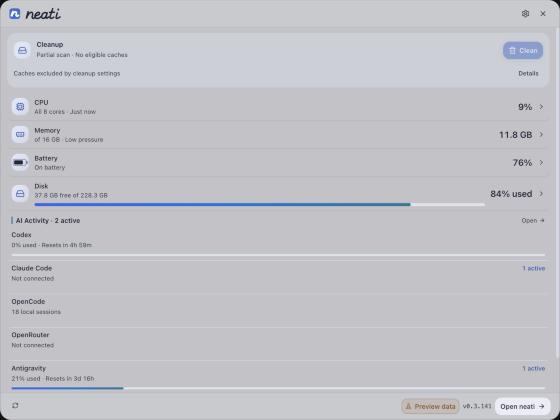 neati
Cleanup
Partial scan · No eligible caches
Clean
Caches excluded by cleanup settings
Details
CPU
All 8 cores · Just now
9%
Memory
of 16 GB · Low pressure
11.8 GB
Battery
On battery
76%
Disk
37.8 GB free of 228.3 GB
84% used
AI Activity · 2 active
Open →
Codex
0% used · Resets in 4h 59m
Claude Code
1 active
Not connected
OpenCode
18 local sessions
OpenRouter
Not connected
Antigravity
1 active
21% used · Resets in 3d 16h
Preview data
v0.3.141
Open neati →